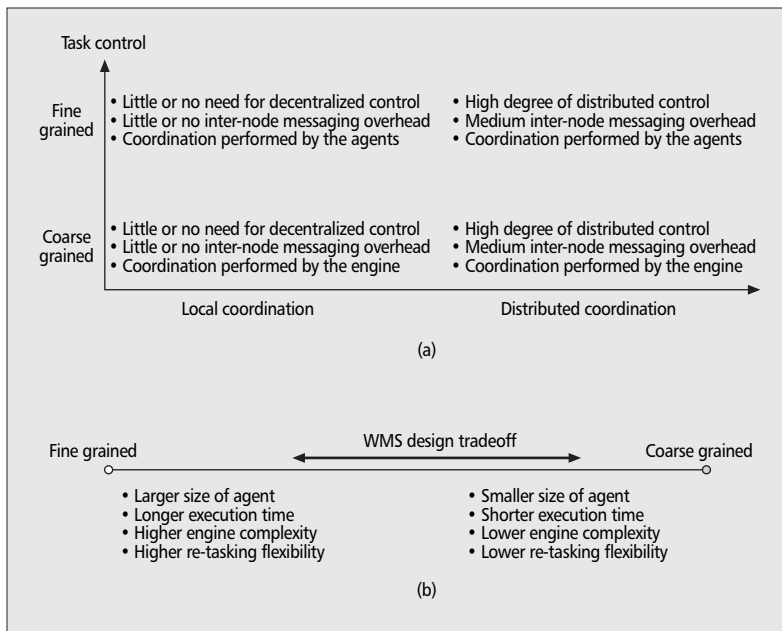 Task control
Fine grained
• Little or no need for decentralized control
• Little or no inter-node messaging overhead
• Coordination performed by the agents
• High degree of distributed control
• Medium inter-node messaging overhead
• Coordination performed by the agents
Coarse grained
• Little or no need for decentralized control
• Little or no inter-node messaging overhead
• Coordination performed by the engine
• High degree of distributed control
• Medium inter-node messaging overhead
• Coordination performed by the engine
Local coordination
Distributed coordination
(a)
WMS design tradeoff
Fine grained
Coarse grained
• Larger size of agent
• Longer execution time
• Higher engine complexity
• Higher re-tasking flexibility
• Smaller size of agent
• Shorter execution time
• Lower engine complexity
• Lower re-tasking flexibility
(b)